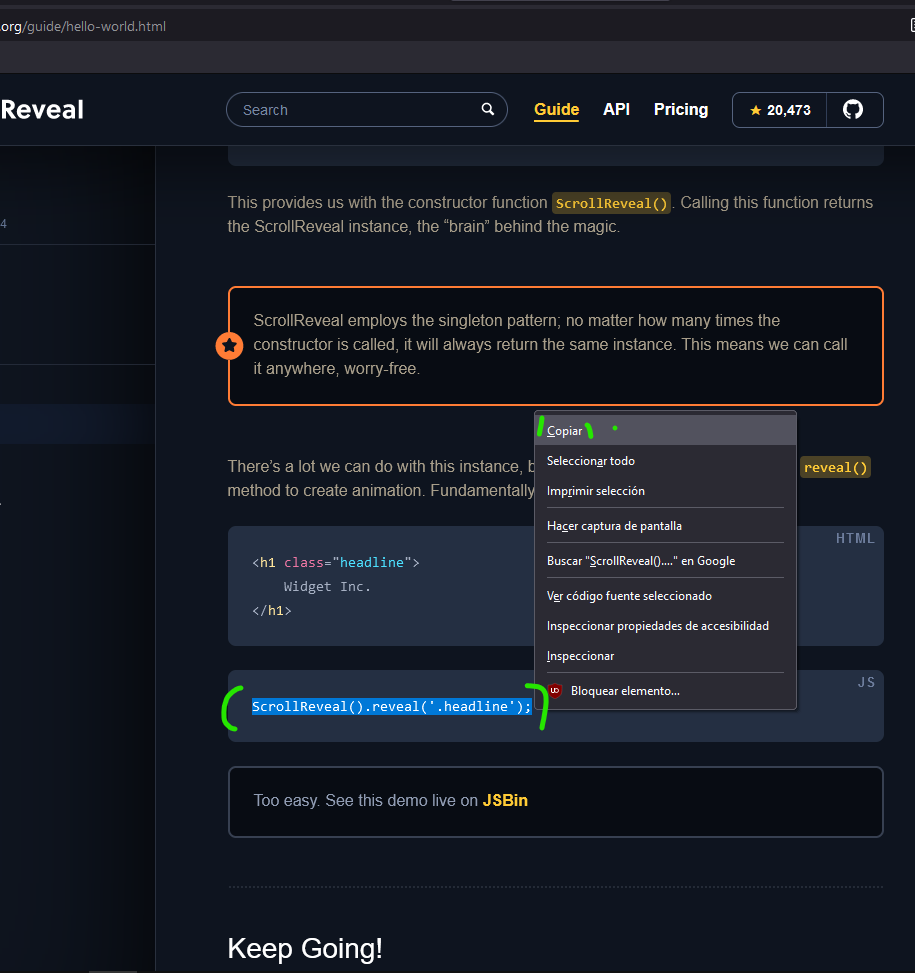 .org/guide/hello-world.html
Reveal
Search
Guide
API
Pricing
★ 20,473
4
This provides us with the constructor function ScrollReveal(). Calling this function returns
the ScrollReveal instance, the “brain” behind the magic.
ScrollReveal employs the singleton pattern; no matter how many times the
constructor is called, it will always return the same instance. This means we can call
it anywhere, worry-free.
There’s a lot we can do with this instance, b
reveal()
method to create animation. Fundamentally
Copiar
Seleccionar todo
Imprimir selección
Hacer captura de pantalla
Buscar "ScrollReveal()...." en Google
Ver código fuente seleccionado
Inspeccionar propiedades de accesibilidad
Inspeccionar
Bloquear elemento...
HTML
<h1 class="headline">
Widget Inc.
</h1>
JS
ScrollReveal().reveal('.headline');
Too easy. See this demo live on JSBin
Keep Going!